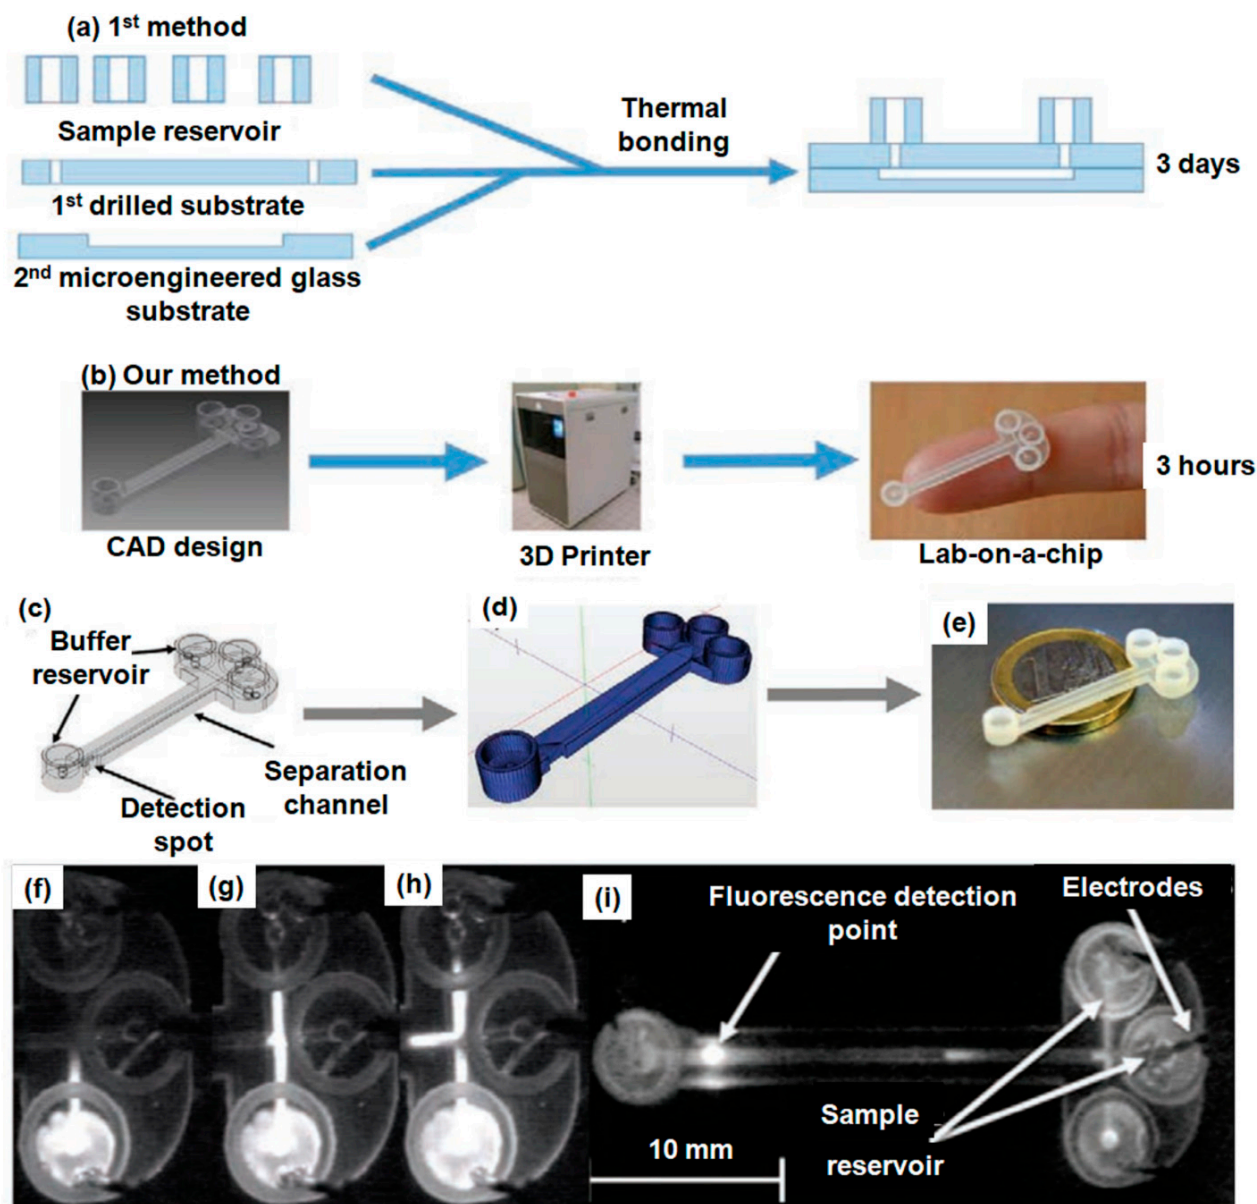 (a) 1st method
Sample reservoir
1st drilled substrate
2nd microengineered glass
substrate
Thermal
bonding
3 days
(b) Our method
CAD design
3D Printer
Lab-on-a-chip
3 hours
(c)
Buffer
reservoir
Detection
spot
Separation
channel
(d)
(e)
(f)
(g)
(h)
(i)
Fluorescence detection
point
Electrodes
Sample
reservoir
10 mm